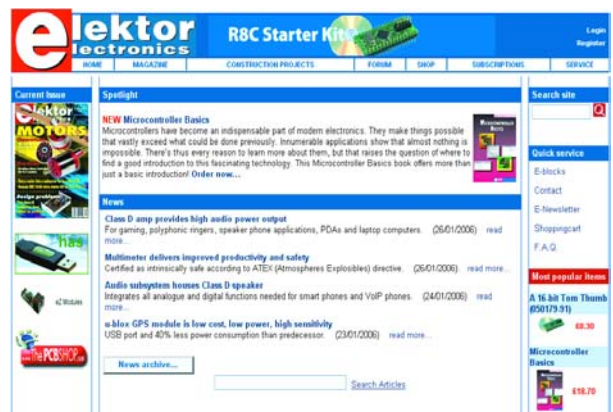 elektor
electronics
R8C Starter Kit
Login
Register
HOME MAGAZINE CONSTRUCTION PROJECTS FORUM SHOP SUBSCRIPTIONS SERVICE
Current Issue
elektor
MOTORS
eZ Modules
The PCBSHOP
Spotlight
NEW Microcontroller Basics
Microcontrollers have become an indispensable part of modern electronics. They make things possible
that vastly exceed what could be done previously. Innumerable applications show that almost nothing is
impossible. There's thus every reason to learn more about them, but that raises the question of where to
find a good introduction to this fascinating technology. This Microcontroller Basics book offers more than
just a basic introduction! Order now...
MICROCONTROLLER
BASICS
News
Class D amp provides high audio power output
For gaming, polyphonic ringers, speaker phone applications, PDAs and laptop computers. (26/01/2006) read
more...
Multimeter delivers improved productivity and safety
Certified as intrinsically safe according to ATEX (Atmospheres Explosibles) directive. (26/01/2006) read more...
Audio subsystem houses Class D speaker
Integrates all analogue and digital functions needed for smart phones and VoIP phones. (24/01/2006) read
more...
u-blox GPS module is low cost, low power, high sensitivity
USB port and 40% less power consumption than predecessor. (23/01/2006) read more...
News archive...
Search Articles
Search site
Quick service
E-blocks
Contact
E-Newsletter
Shoppingcart
F.A.Q.
Most popular items
A 16-bit Tom Thumb
(050179-91)
£8.30
Microcontroller
Basics
£18.70